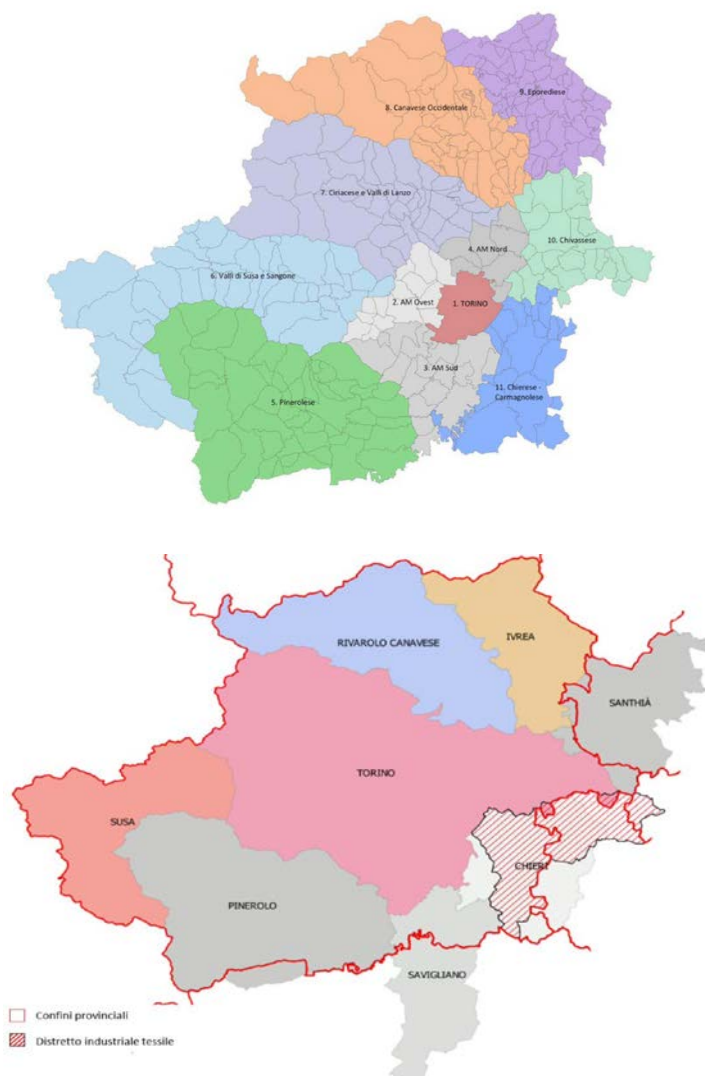 9. Eporediese
8. Canavese Occidentale
7. Ciriacese e Valli di Lanzo
10. Chivassese
4. AM Nord
6. Valli di Susa e Sangone
2. AM Ovest
1. TORINO
3. AM Sud
11. Chierese -
Carmagnolese
5. Pinerolese
IVREA
RIVAROLO CANAVESE
SANTHIÀ
TORINO
SUSA
CHIERI
PINEROLO
SAVIGLIANO
Confini provinciali
Distretto industriale tessile